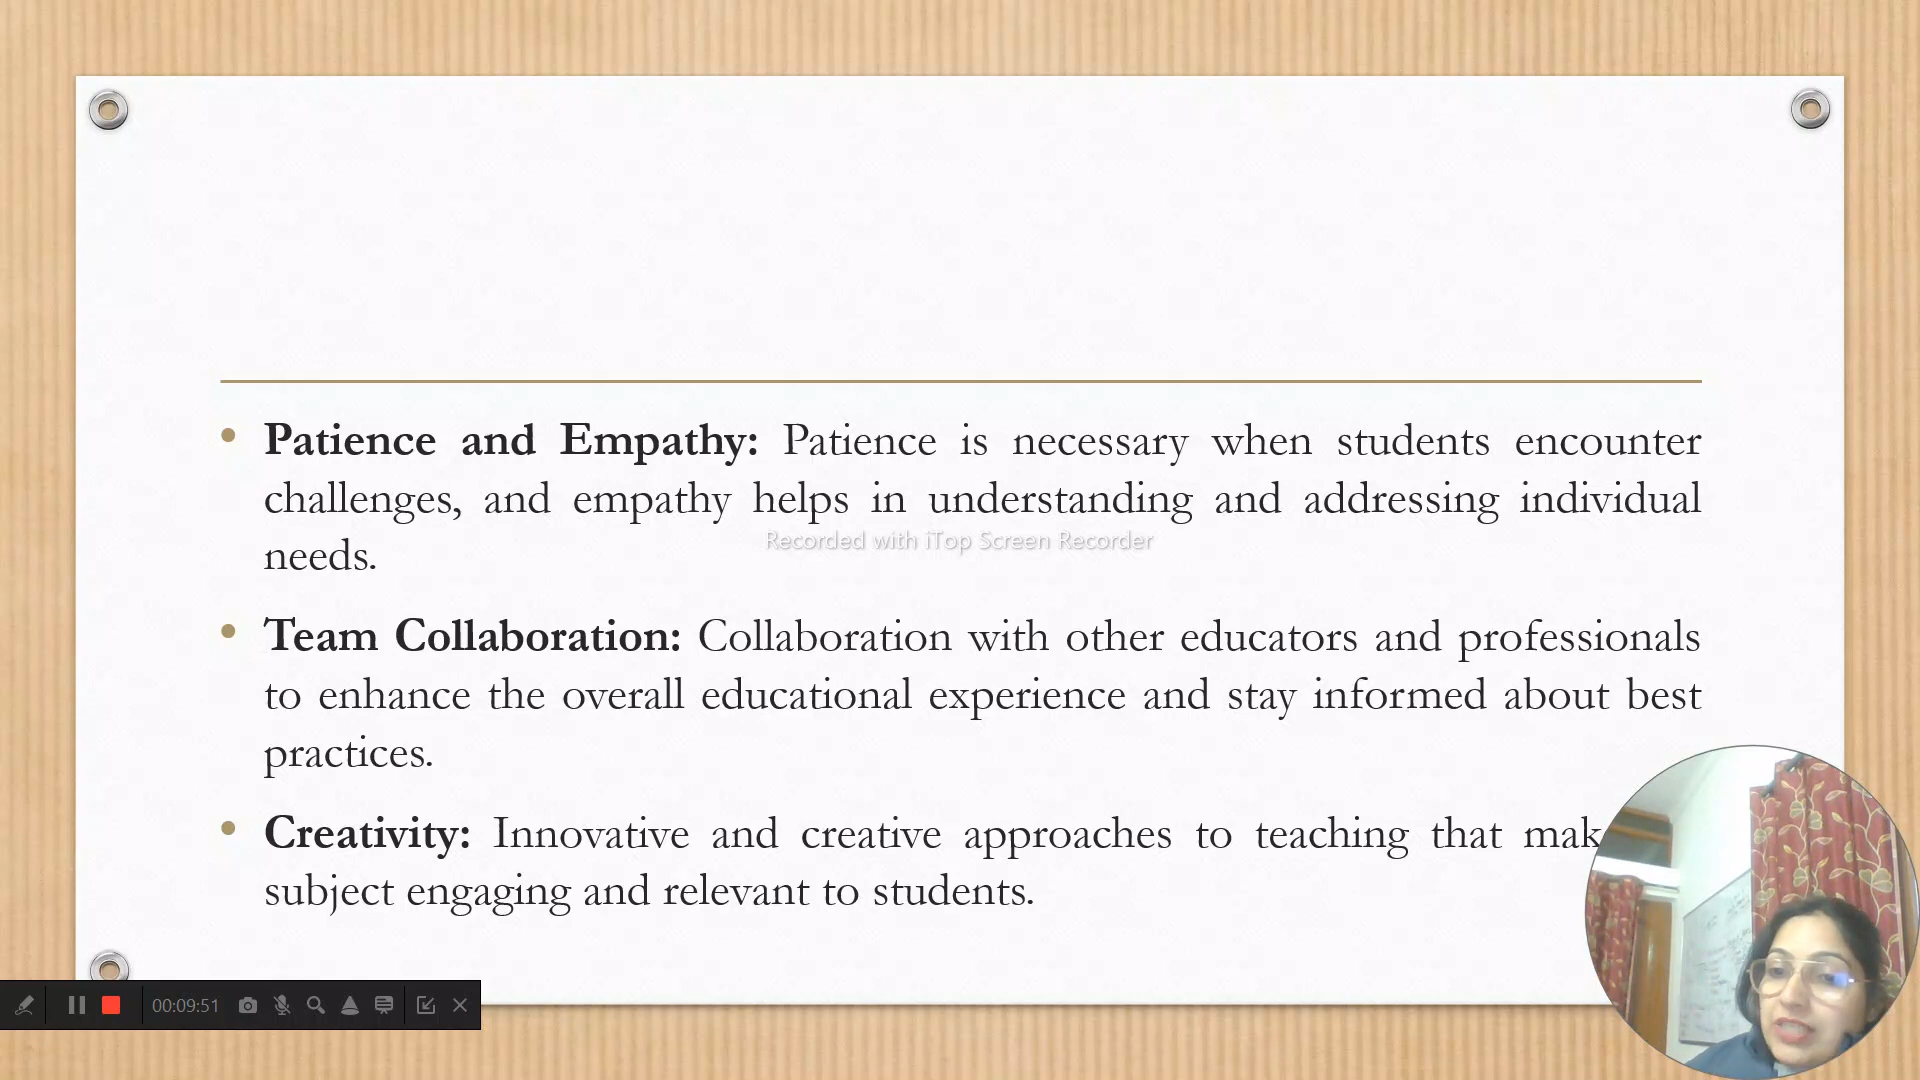 Patience and Empathy: Patience is necessary when students encounter
challenges, and empathy helps in understanding and addressing individual
needs.
Recorded with iTop Screen Recorder
Team Collaboration: Collaboration with other educators and professionals
to enhance the overall educational experience and stay informed about best
practices.
Creativity: Innovative and creative approaches to teaching that mak
subject engaging and relevant to students.
00:09:51